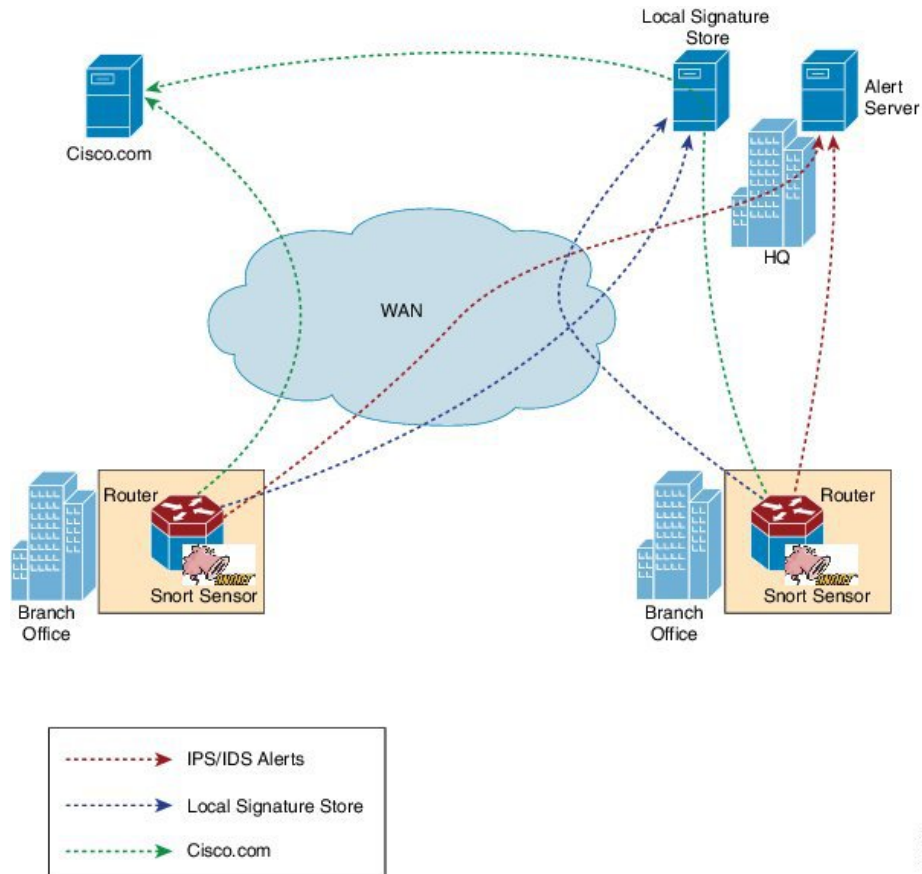 Local Signature
Store
Alert
Server
Cisco.com
HQ
WAN
Router
Snort Sensor
Branch
Office
Router
Snort Sensor
Branch
Office
IPS/IDS Alerts
Local Signature Store
Cisco.com